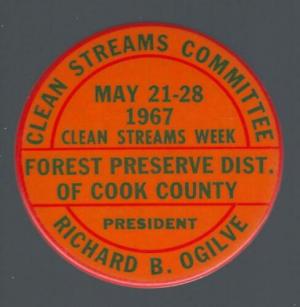 CLEAN STREAMS COMMITTEE
MAY 21-28
1967
CLEAN STREAMS WEEK
FOREST PRESERVE DIST.
OF COOK COUNTY
PRESIDENT
RICHARD B. OGILVE